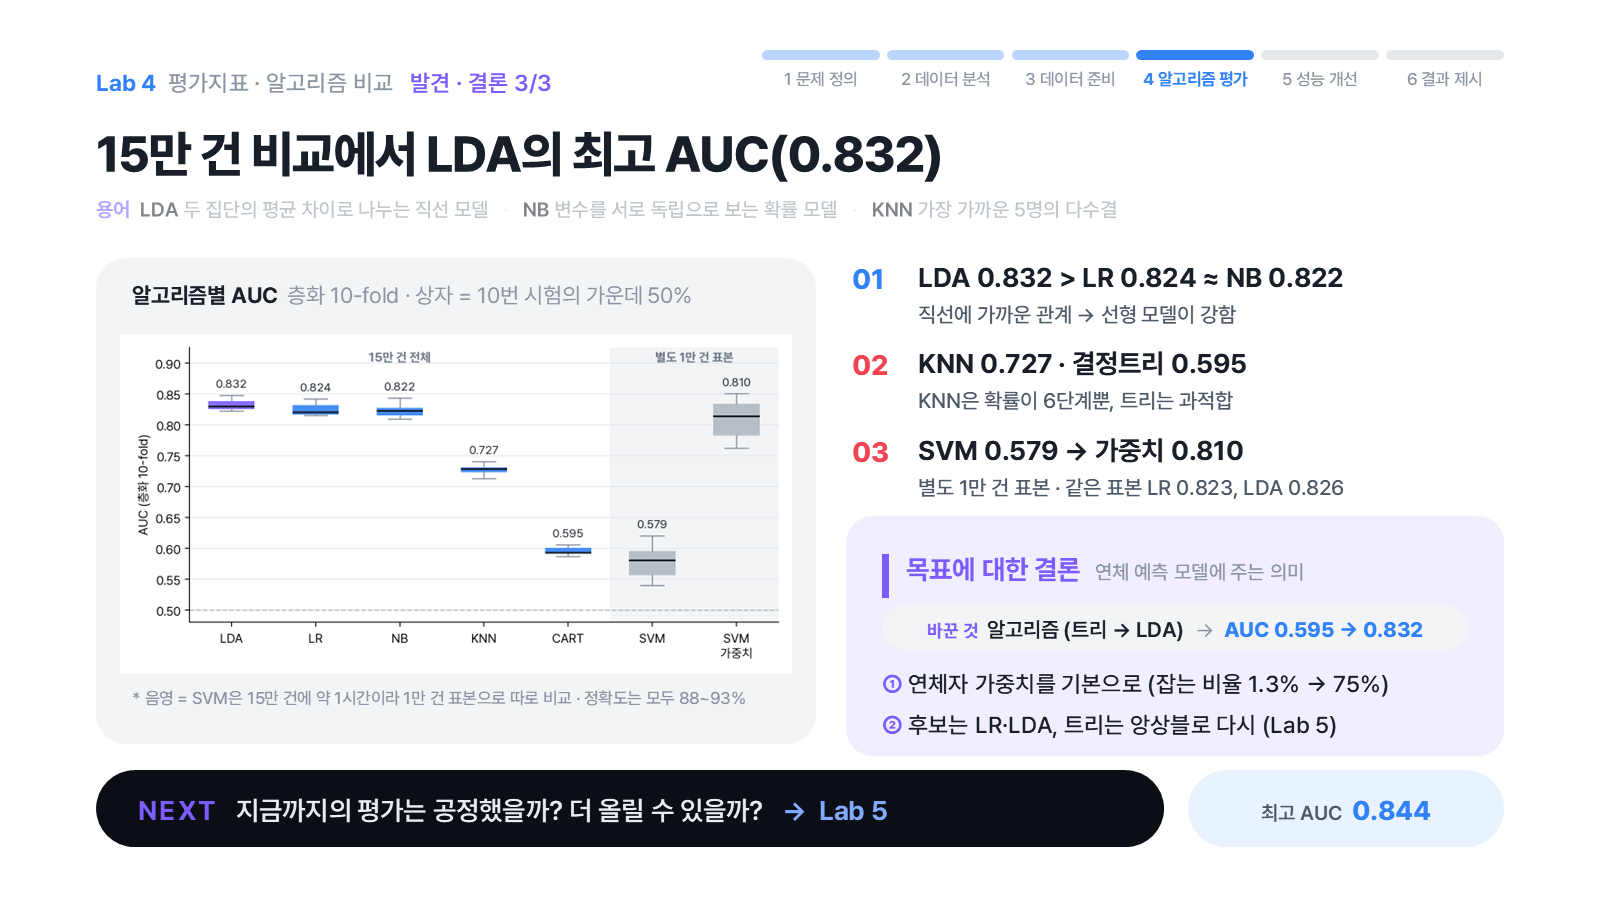 Lab 4 평가지표 · 알고리즘 비교 발견 · 결론 3/3
1 문제 정의
2 데이터 분석
3 데이터 준비
4 알고리즘 평가
5 성능 개선
6 결과 제시
15만 건 비교에서 LDA의 최고 AUC(0.832)
용어 LDA 두 집단의 평균 차이로 나누는 직선 모델 · NB 변수를 서로 독립으로 보는 확률 모델 · KNN 가장 가까운 5명의 다수결
알고리즘별 AUC 층화 10-fold · 상자 = 10번 시험의 가운데 50%
15만 건 전체
별도 1만 건 표본
AUC (층화 10-fold)
0.90
0.85
0.80
0.75
0.70
0.65
0.60
0.55
0.50
0.832
0.824
0.822
0.727
0.595
0.579
0.810
LDA
LR
NB
KNN
CART
SVM
SVM
가중치
* 음영 = SVM은 15만 건에 약 1시간이라 1만 건 표본으로 따로 비교 · 정확도는 모두 88~93%
01 LDA 0.832 > LR 0.824 ≈ NB 0.822
직선에 가까운 관계 → 선형 모델이 강함
02 KNN 0.727 · 결정트리 0.595
KNN은 확률이 6단계뿐, 트리는 과적합
03 SVM 0.579 → 가중치 0.810
별도 1만 건 표본 · 같은 표본 LR 0.823, LDA 0.826
목표에 대한 결론 연체 예측 모델에 주는 의미
바꾼 것 알고리즘 (트리 → LDA) → AUC 0.595 → 0.832
① 연체자 가중치를 기본으로 (잡는 비율 1.3% → 75%)
② 후보는 LR·LDA, 트리는 앙상블로 다시 (Lab 5)
NEXT 지금까지의 평가는 공정했을까? 더 올릴 수 있을까? → Lab 5
최고 AUC 0.844